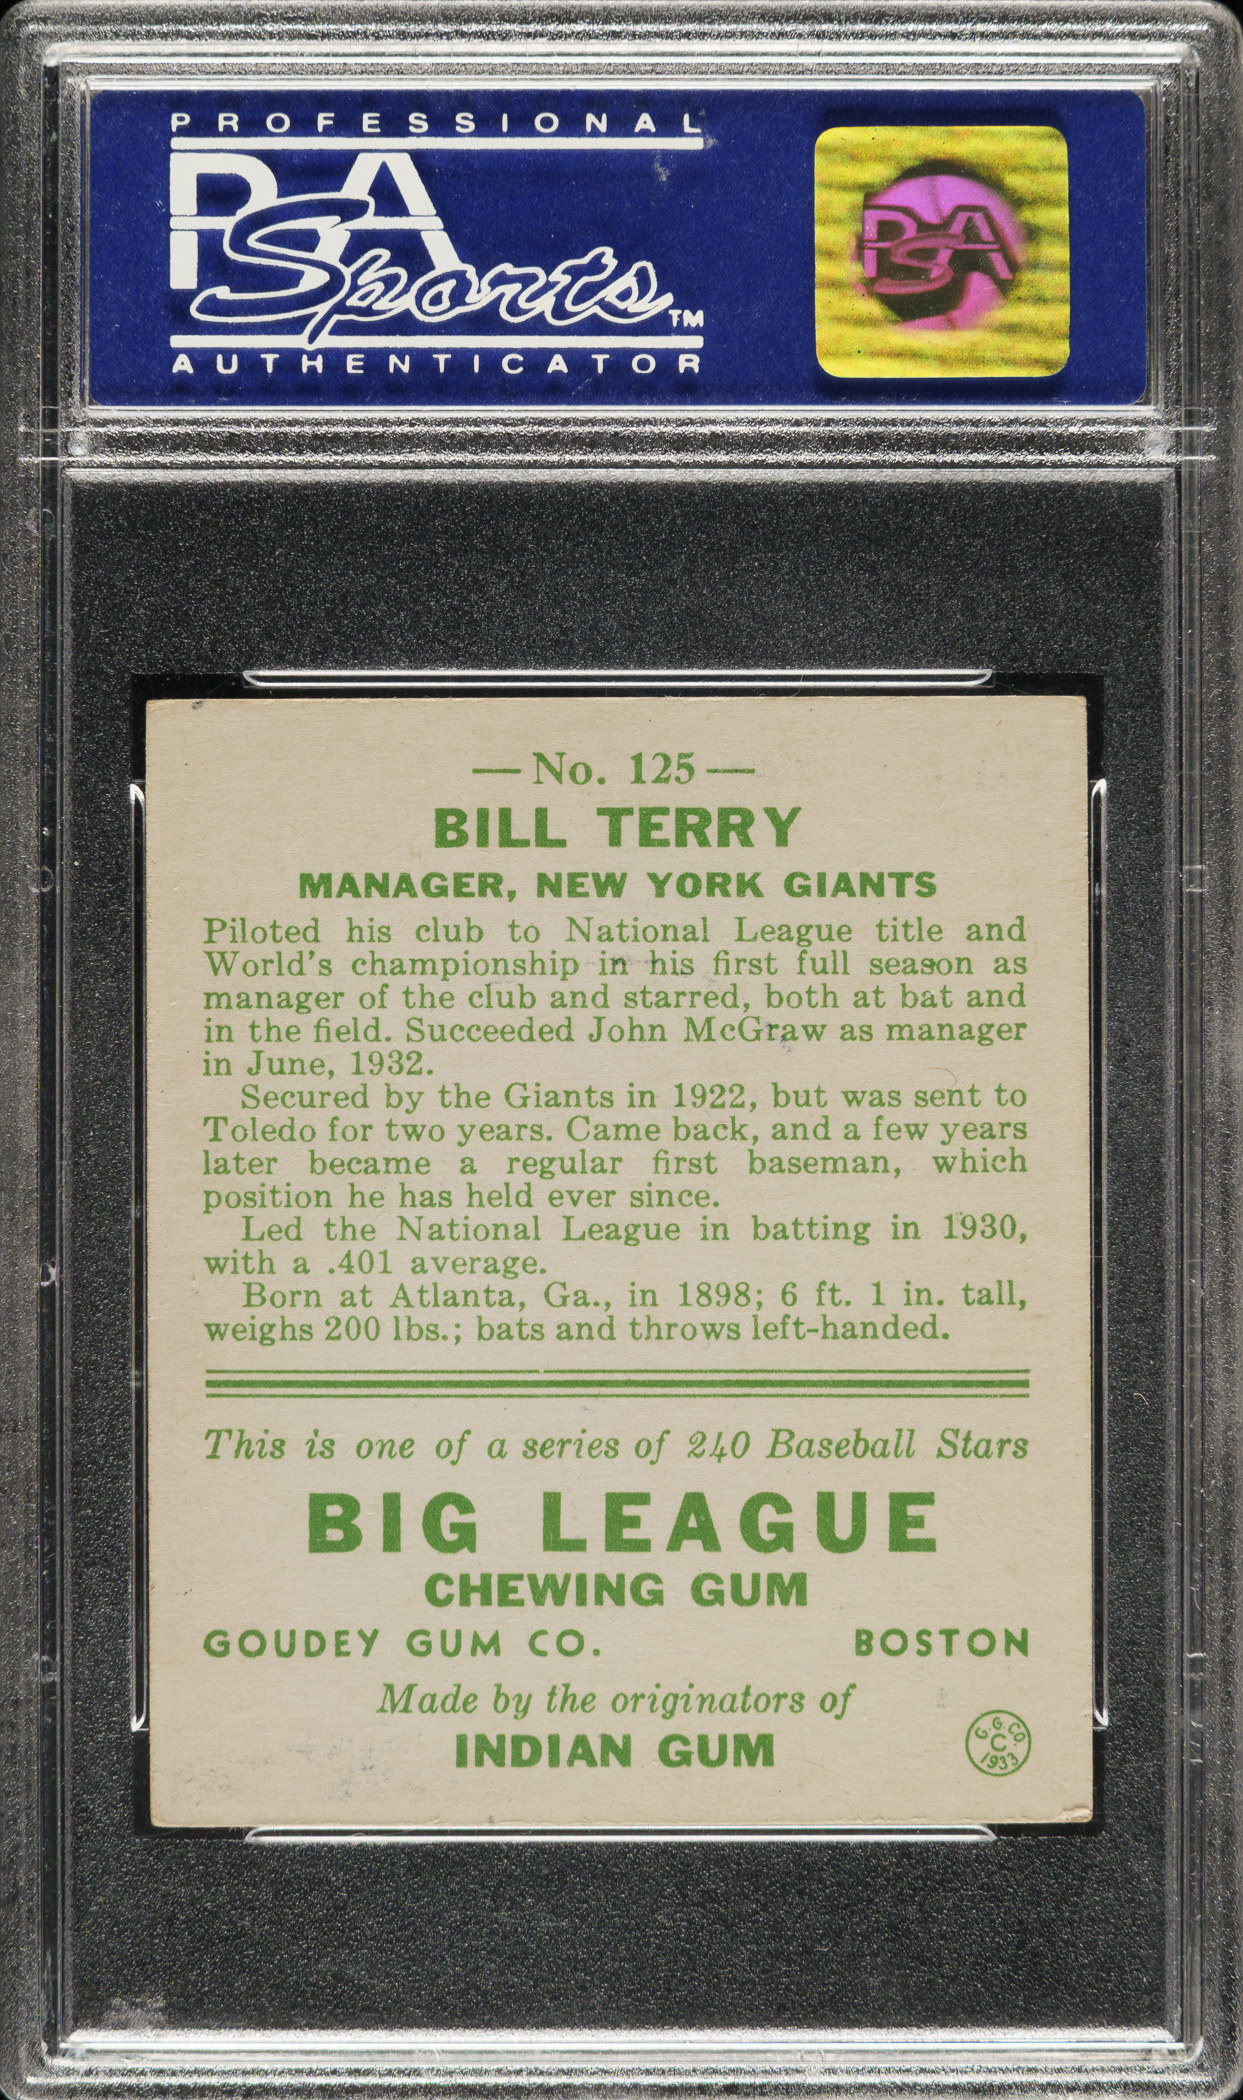 PROFESSIONAL
PSA
Sports™
AUTHENTICATOR
PSA
—No. 125—
BILL TERRY
MANAGER, NEW YORK GIANTS
Piloted his club to National League title and
World's championship in his first full season as
manager of the club and starred, both at bat and
in the field. Succeeded John McGraw as manager
in June, 1932.
Secured by the Giants in 1922, but was sent to
Toledo for two years. Came back, and a few years
later became a regular first baseman, which
position he has held ever since.
Led the National League in batting in 1930,
with a .401 average.
Born at Atlanta, Ga., in 1898; 6 ft. 1 in. tall,
weighs 200 lbs.; bats and throws left-handed.
This is one of a series of 240 Baseball Stars
BIG LEAGUE
CHEWING GUM
GOUDEY GUM CO. BOSTON
Made by the originators of
INDIAN GUM
G. G. CO.
C
1933